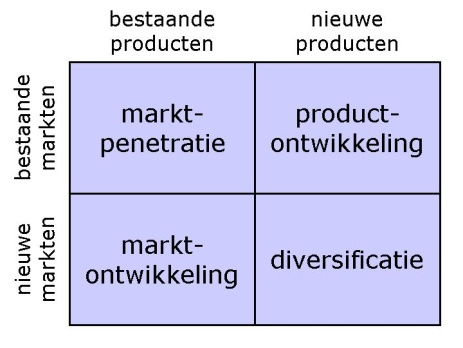 bestaande
producten
nieuwe
producten
bestaande
markten
markt-
penetratie
product-
ontwikkeling
nieuwe
markten
markt-
ontwikkeling
diversificatie